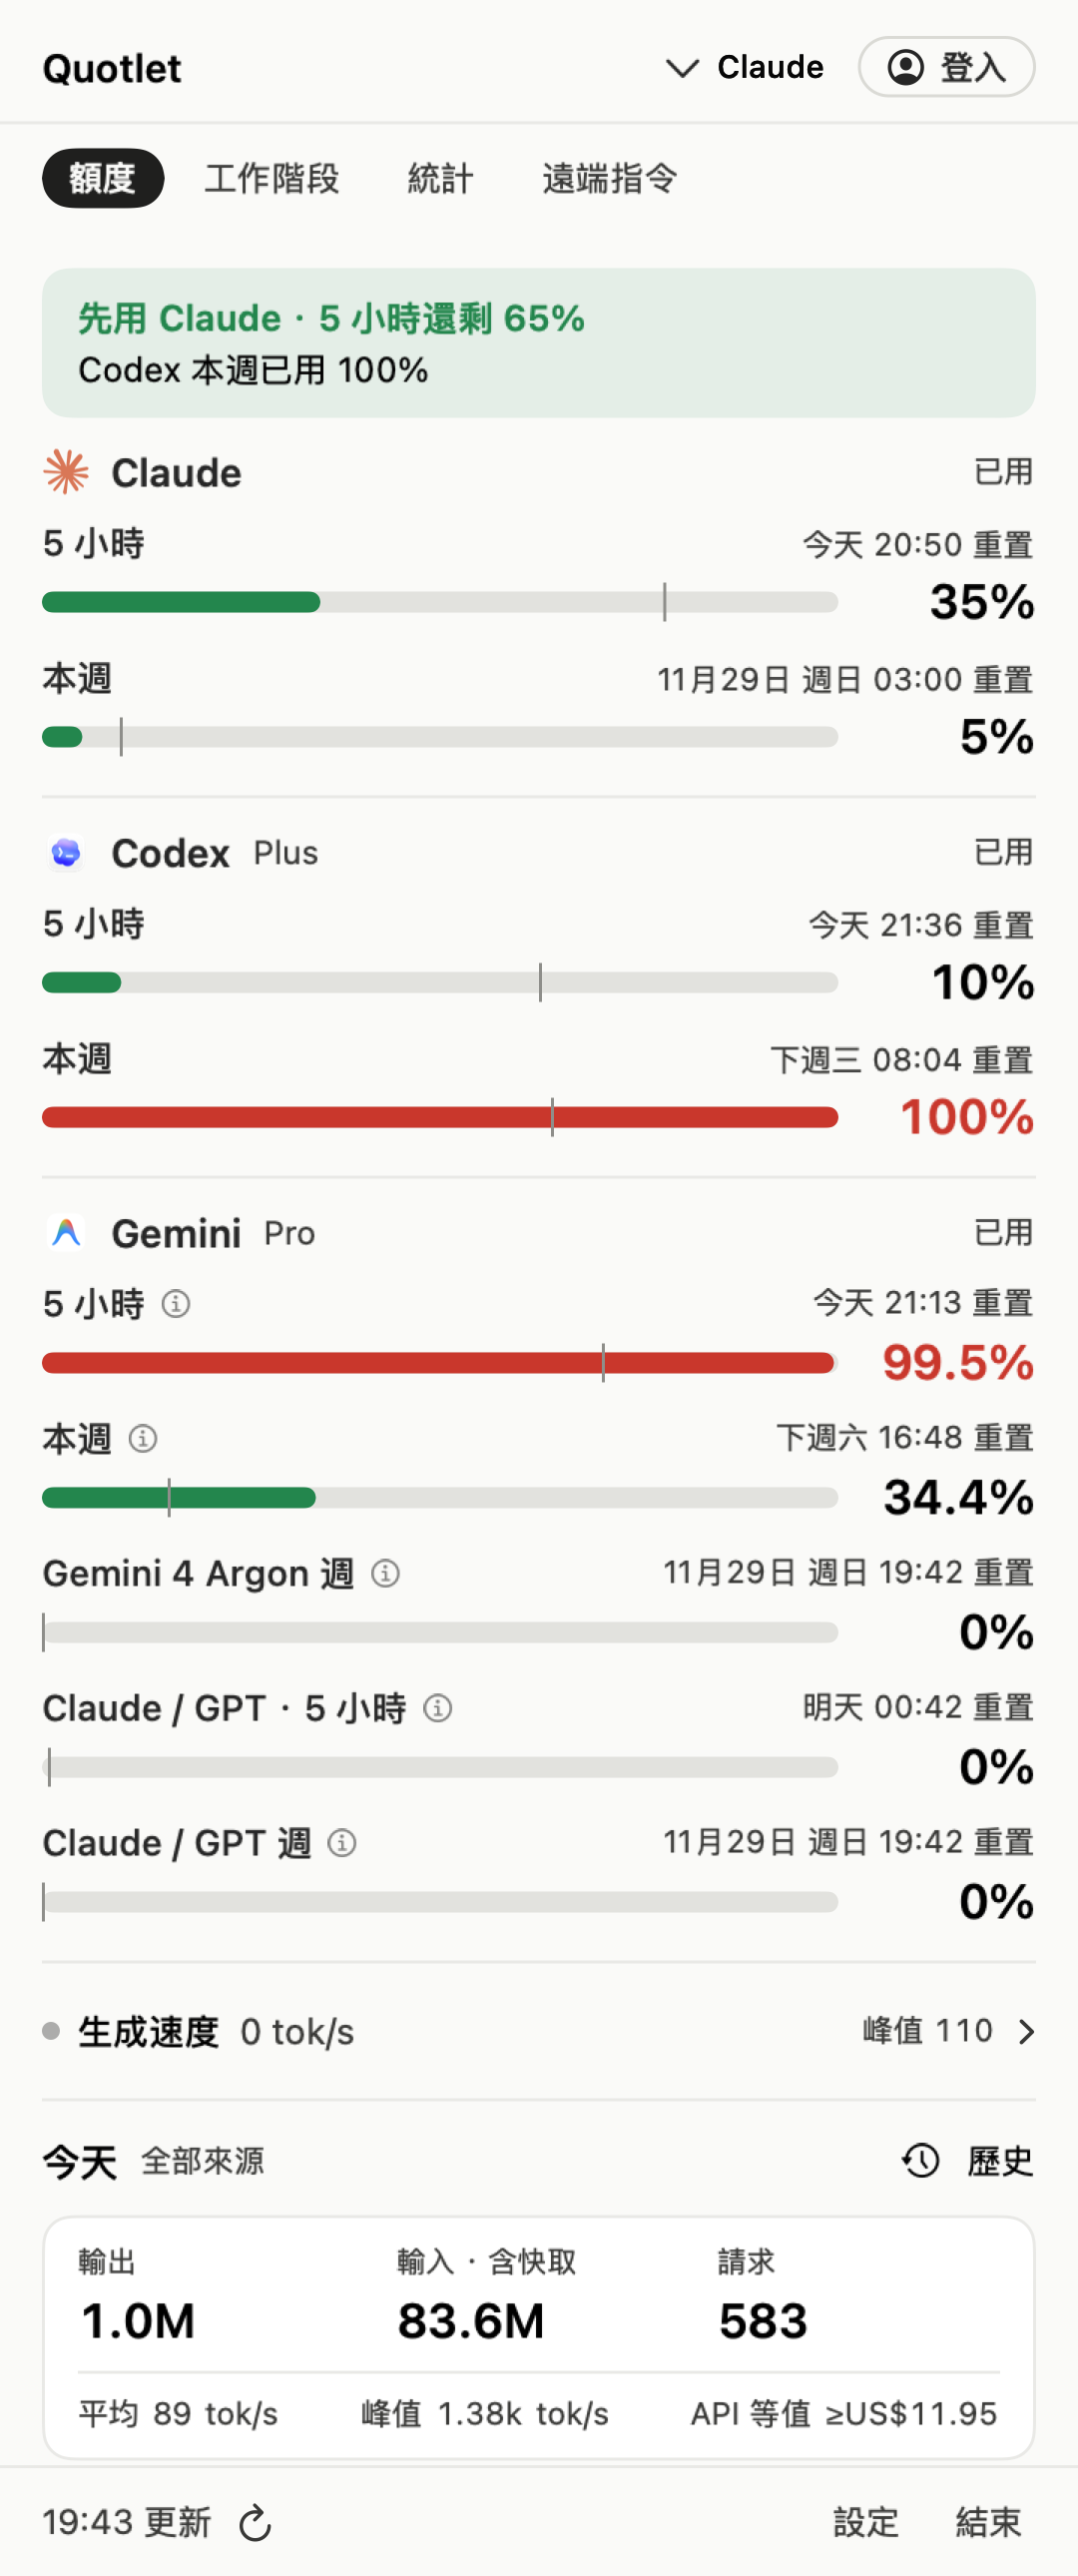 Quotlet
Claude
登入
額度 工作階段 統計 遠端指令
先用 Claude · 5 小時還剩 65%
Codex 本週已用 100%
Claude 已用
5 小時 今天 20:50 重置
35%
本週 11月29日 週日 03:00 重置
5%
Codex Plus 已用
5 小時 今天 21:36 重置
10%
本週 下週三 08:04 重置
100%
Gemini Pro 已用
5 小時 今天 21:13 重置
99.5%
本週 下週六 16:48 重置
34.4%
Gemini 4 Argon 週 11月29日 週日 19:42 重置
0%
Claude / GPT · 5 小時 明天 00:42 重置
0%
Claude / GPT 週 11月29日 週日 19:42 重置
0%
生成速度 0 tok/s 峰值 110
今天 全部來源 歷史
輸出 輸入 · 含快取 請求
1.0M 83.6M 583
平均 89 tok/s 峰值 1.38k tok/s API 等值 ≥US$11.95
19:43 更新 設定 結束